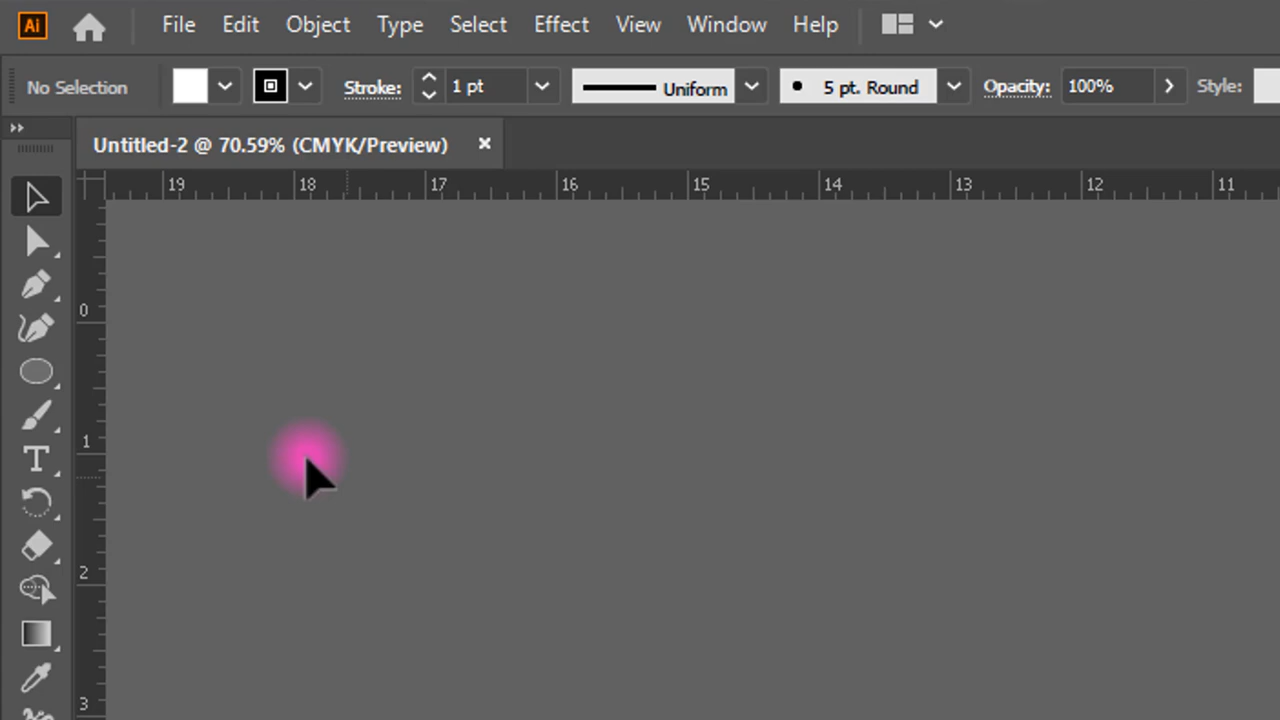 Ai File Edit Object Type Select Effect View Window Help
No Selection Stroke: 1 pt Uniform 5 pt. Round Opacity: 100% Style:
Untitled-2 @ 70.59% (CMYK/Preview) ×
19 18 17 16 15 14 13 12 11
0
1
T
2
3